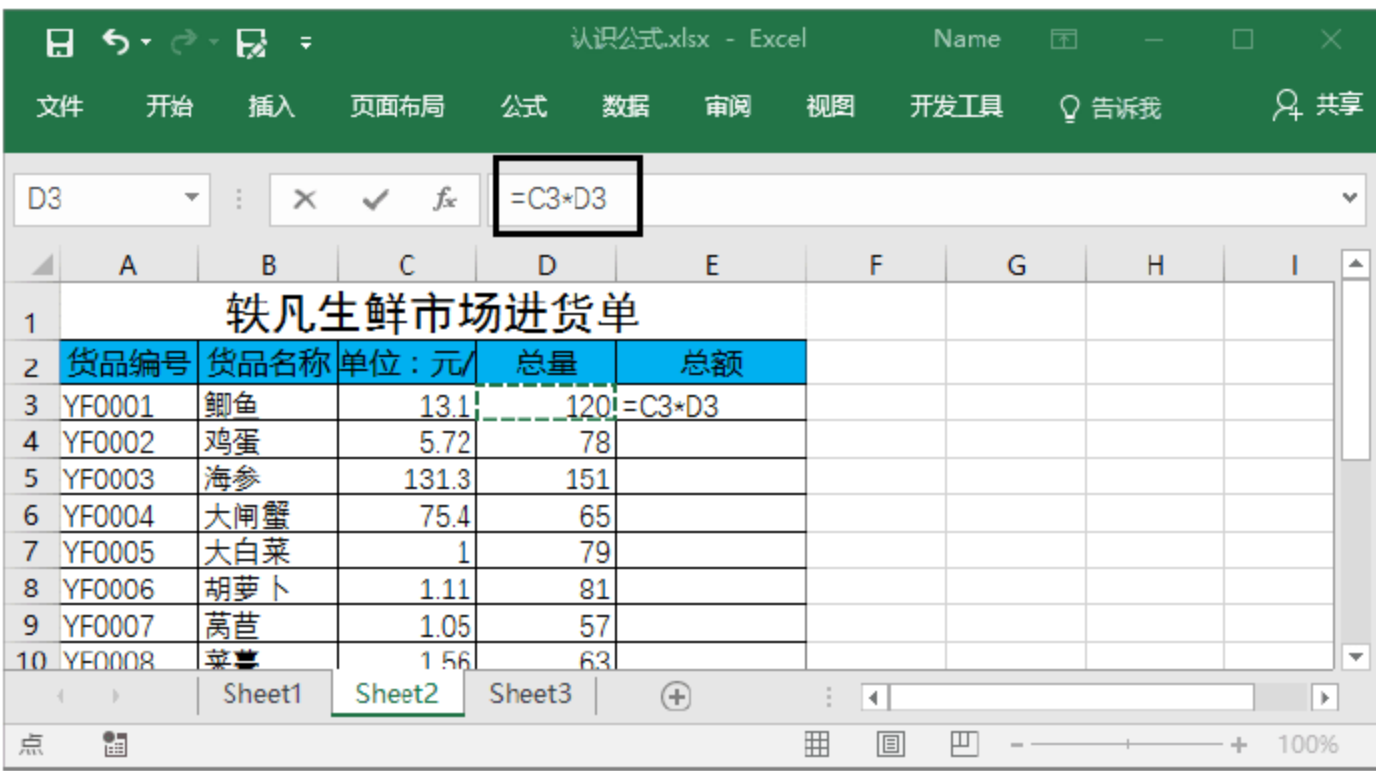 认识公式.xlsx - Excel Name
文件 开始 插入 页面布局 公式 数据 审阅 视图 开发工具 告诉我 共享
D3 fx =C3*D3
A B C D E F G H I
1 轶凡生鲜市场进货单
2 货品编号 货品名称 单位：元/ 总量 总额
3 YF0001 鲫鱼 13.1 120 =C3*D3
4 YF0002 鸡蛋 5.72 78
5 YF0003 海参 131.3 151
6 YF0004 大闸蟹 75.4 65
7 YF0005 大白菜 1 79
8 YF0006 胡萝卜 1.11 81
9 YF0007 莴苣 1.05 57
10 YF0008 1.56 63
Sheet1 Sheet2 Sheet3
点 100%